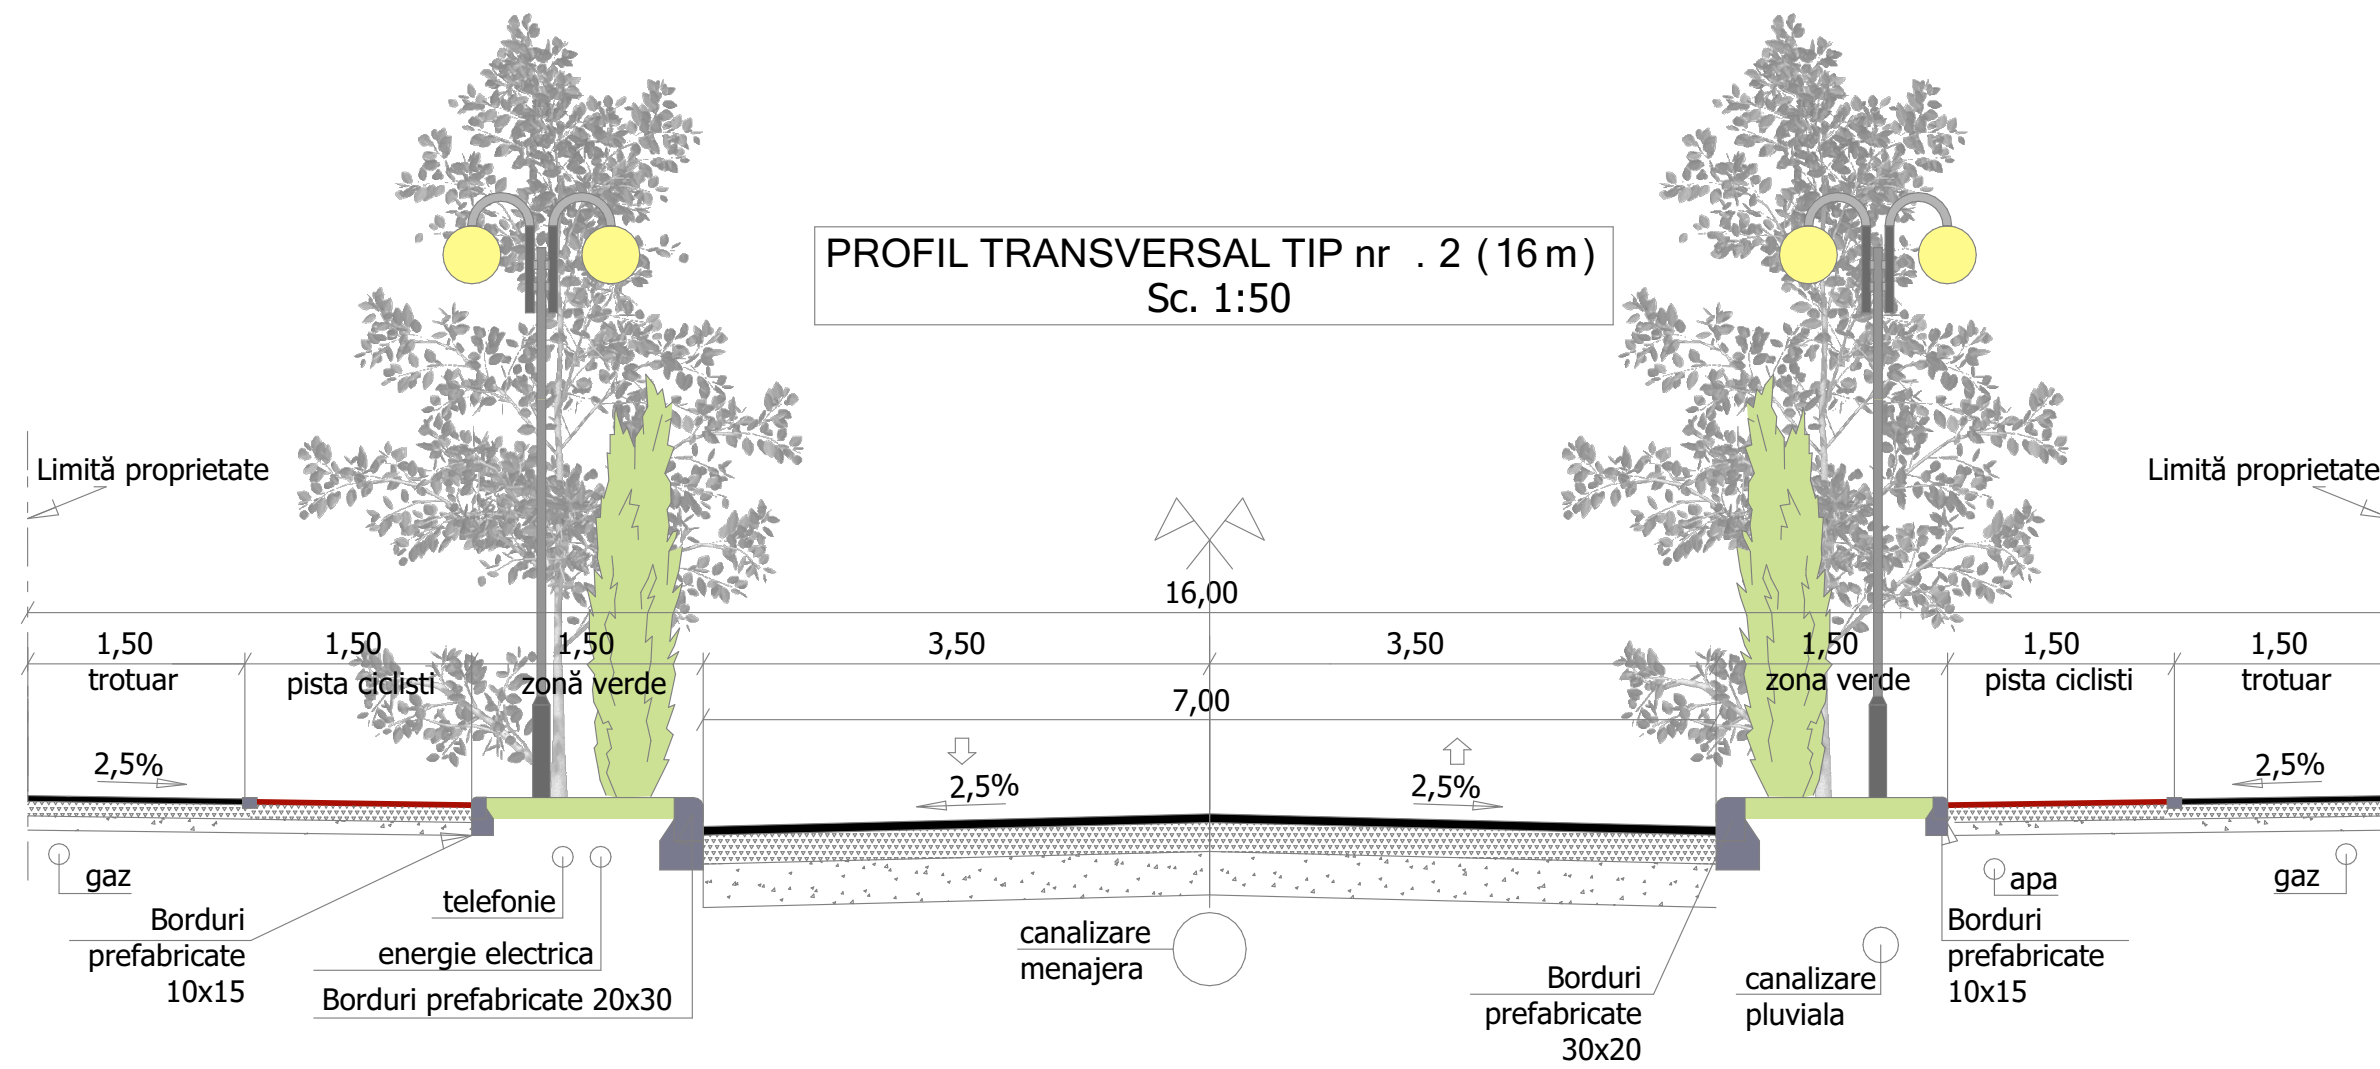 PROFIL TRANSVERSAL TIP nr . 2 (16 m)
Sc. 1:50
Limită proprietate
Limită proprietate
16,00
1,50
1,50
1,50
3,50
3,50
1,50
1,50
1,50
trotuar
pista ciclisti
zonă verde
zona verde
pista ciclisti
trotuar
7,00
2,5%
2,5%
2,5%
2,5%
gaz
telefonie
energie electrica
Borduri
prefabricate
10x15
Borduri prefabricate 20x30
canalizare
menajera
Borduri
prefabricate
30x20
canalizare
pluviala
apa
Borduri
prefabricate
10x15
gaz